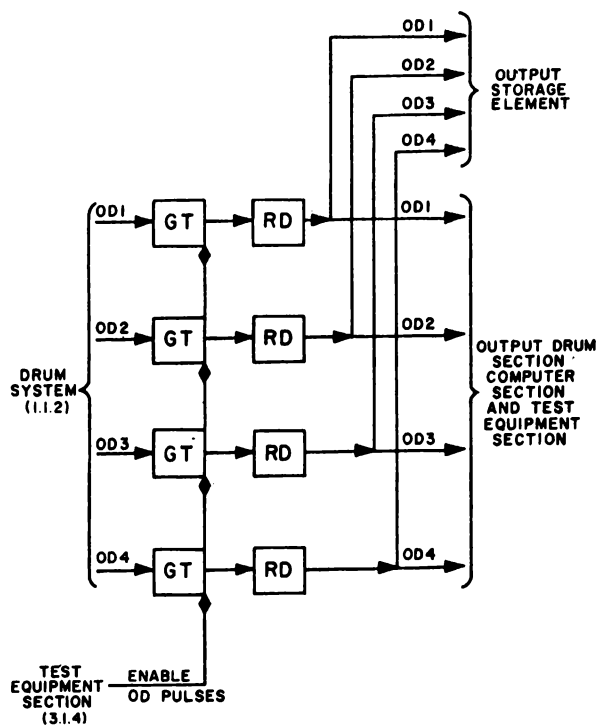 OD1
OD2
OD3
OD4
OUTPUT
STORAGE
ELEMENT
OD1
GT
RD
OD1
OD2
GT
RD
OD2
DRUM
SYSTEM
(1.1.2)
OUTPUT DRUM
SECTION
COMPUTER
SECTION
AND TEST
EQUIPMENT
SECTION
OD3
GT
RD
OD3
OD4
GT
RD
OD4
TEST
EQUIPMENT
SECTION
(3.1.4)
ENABLE
OD PULSES